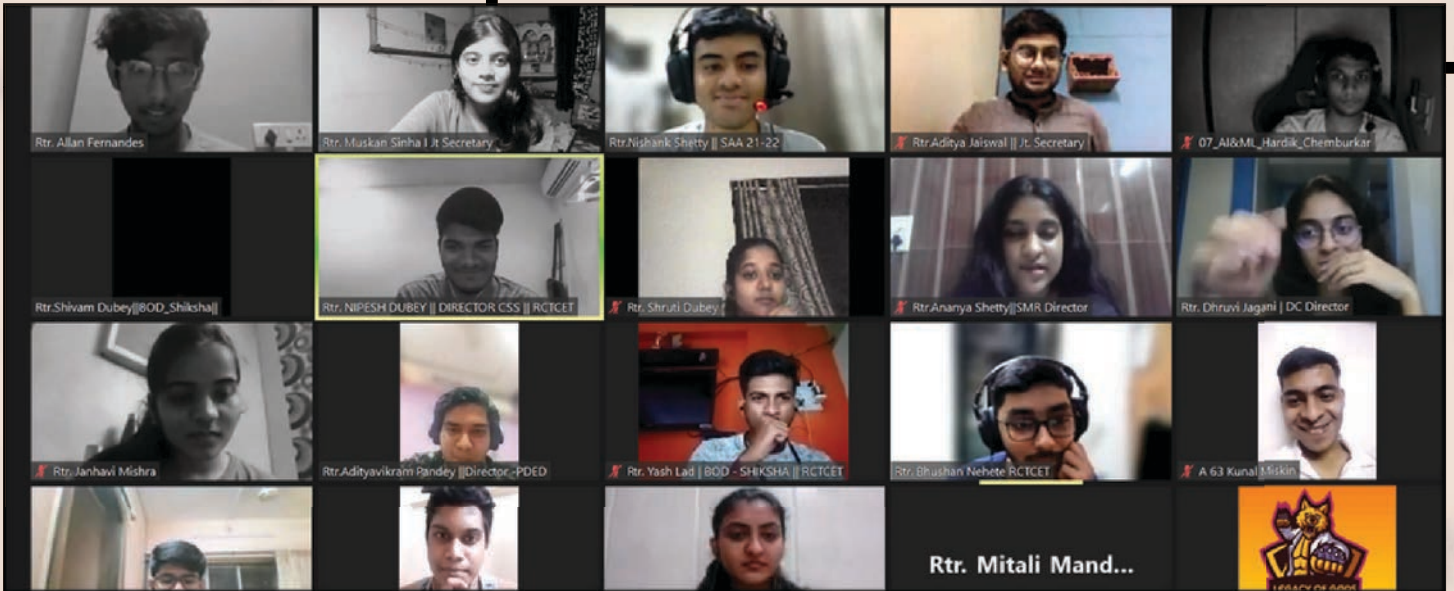 Rtr. Allan Fernandes
Rtr. Muskan Sinha I Jt Secretary
Rtr.Nishank Shetty || SAA 21-22
Rtr.Aditya Jaiswal || Jt. Secretary
07_AI&ML_Hardik_Chemburkar
Rtr.Shivam Dubey||BOD_Shiksha||
Rtr. NIPESH DUBEY || DIRECTOR CSS || RCTCET
Rtr. Shruti Dubey
Rtr.Ananya Shetty||SMR Director
Rtr. Dhruvi Jagani | DC Director
Rtr. Janhavi Mishra
Rtr.Adityavikram Pandey ||Director.-PDED
Rtr. Yash Lad | BOD - SHIKSHA || RCTCET
Rtr. Bhushan Nehete RCTCET
A 63 Kunal Miskin
Rtr. Mitali Mand...
LEGACY OF GODS